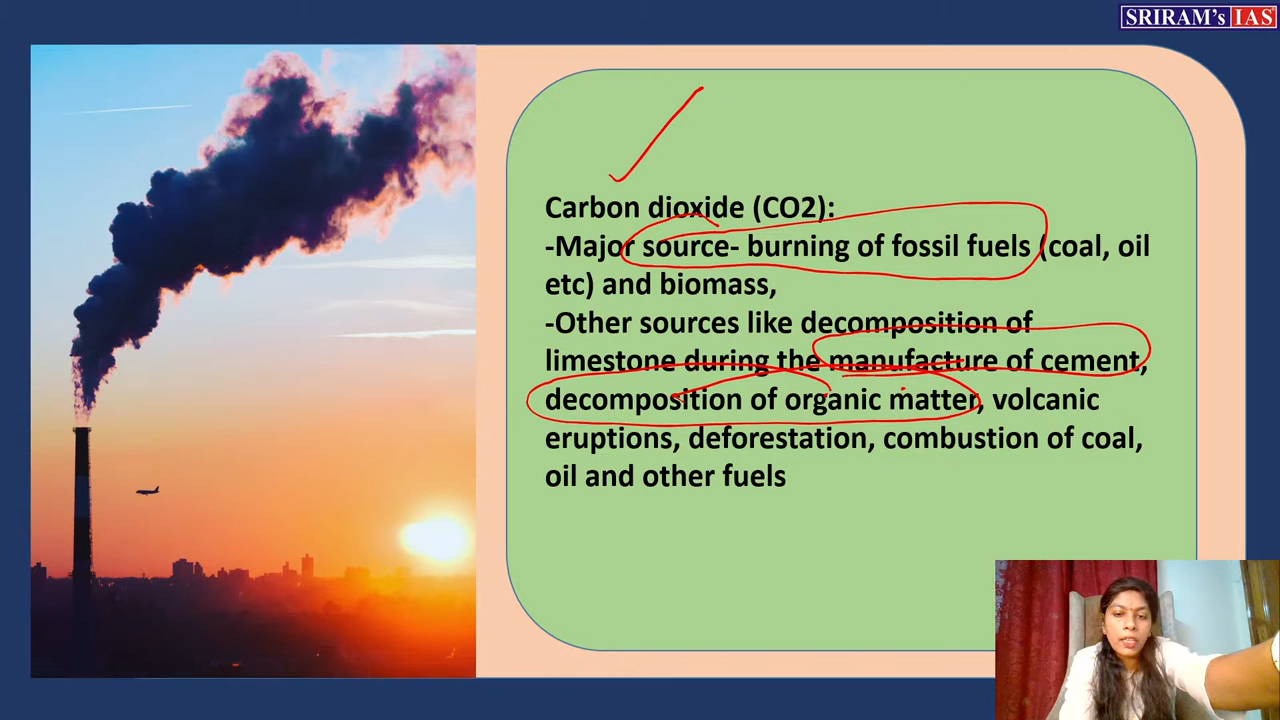 SRIRAM's IAS
Carbon dioxide (CO2):
-Major source- burning of fossil fuels (coal, oil
etc) and biomass,
-Other sources like decomposition of
limestone during the manufacture of cement,
decomposition of organic matter, volcanic
eruptions, deforestation, combustion of coal,
oil and other fuels